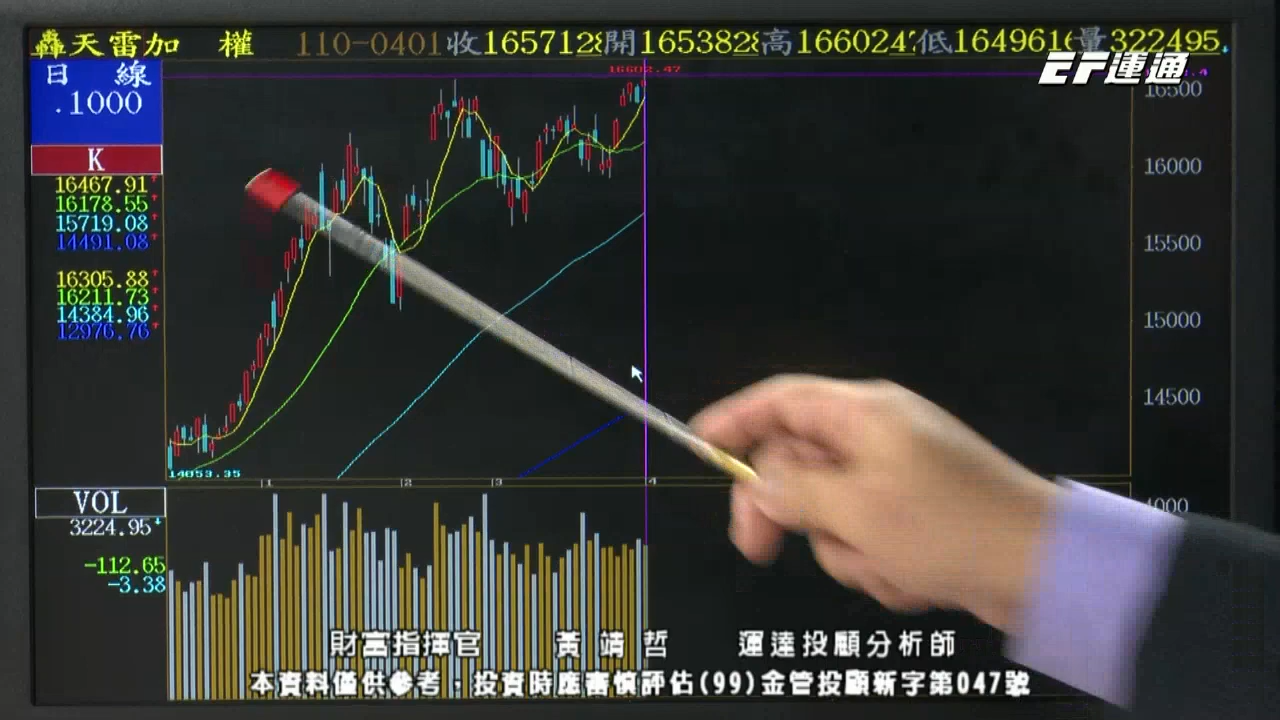 轟天雷加 權 110-0401收1657128開1653828高1660247低1649616量322495
EF運通
日 線
.1000
K
16467.91
16178.55
15719.08
14491.08
16305.88
16211.73
14384.96
12976.76
16602.47
16500
16000
15500
15000
14500
14053.35
1 2 3 4
VOL
3224.95
-112.65
-3.38
4000
財富指揮官 黃靖哲 運達投顧分析師
本資料僅供參考，投資時應審慎評估(99)金管投顧新字第047號